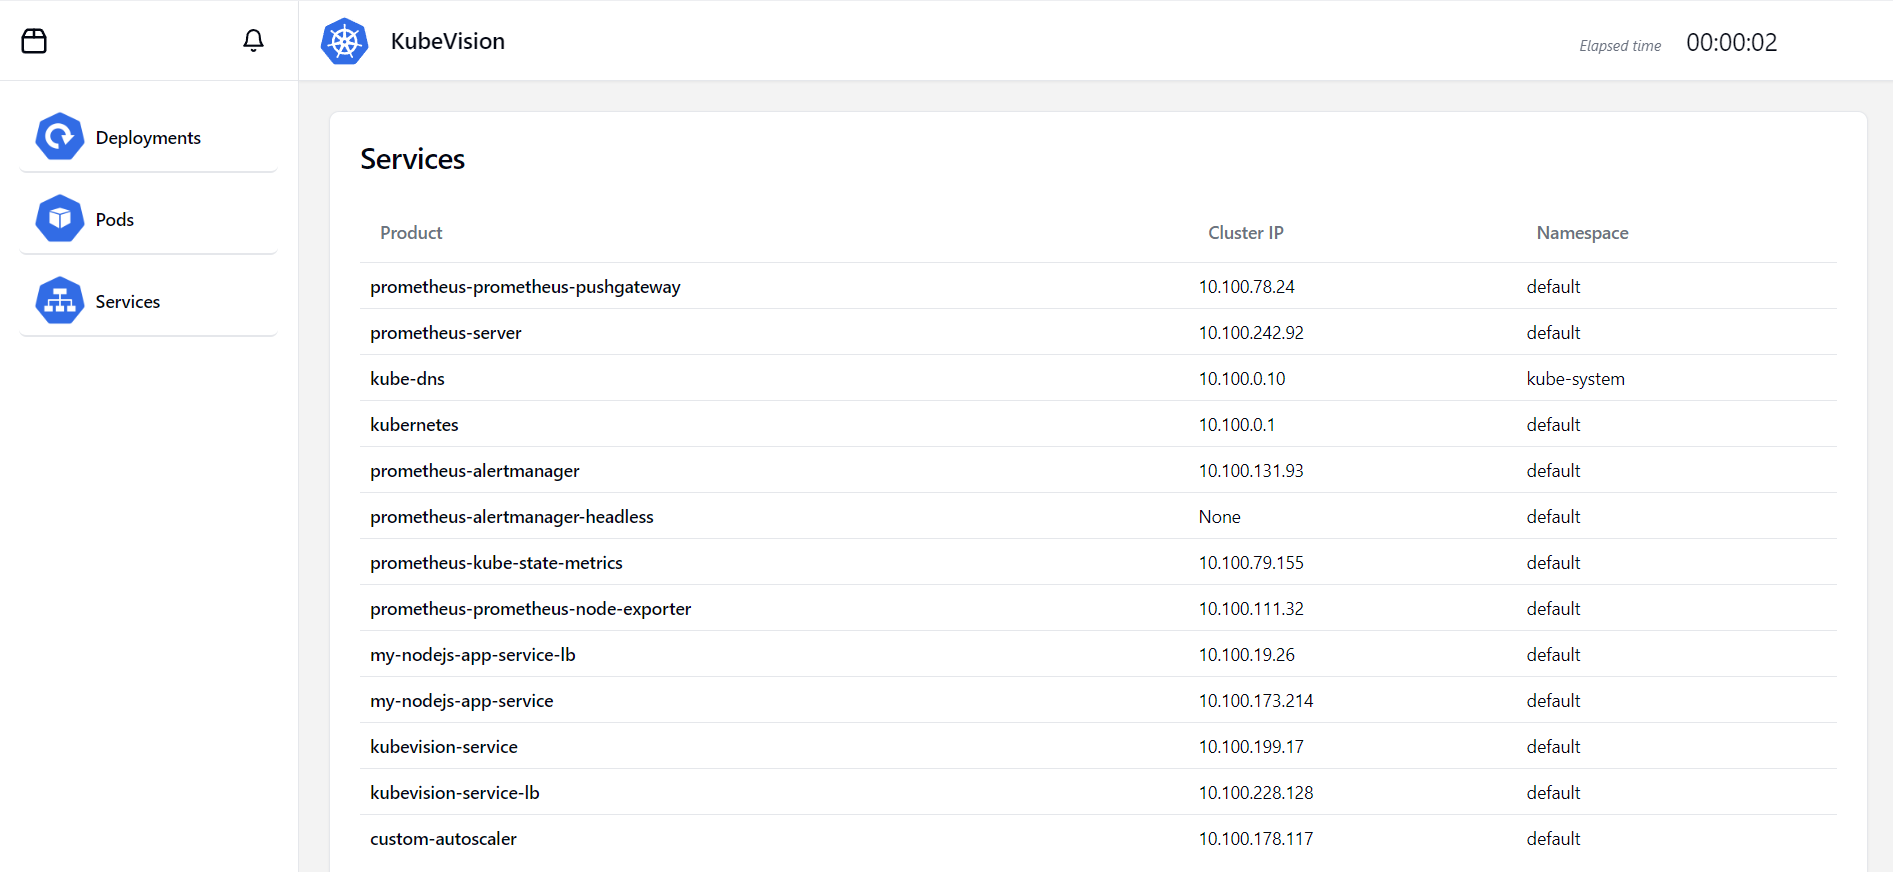 KubeVision
Elapsed time 00:00:02
Deployments
Pods
Services
Services
Product Cluster IP Namespace
prometheus-prometheus-pushgateway 10.100.78.24 default
prometheus-server 10.100.242.92 default
kube-dns 10.100.0.10 kube-system
kubernetes 10.100.0.1 default
prometheus-alertmanager 10.100.131.93 default
prometheus-alertmanager-headless None default
prometheus-kube-state-metrics 10.100.79.155 default
prometheus-prometheus-node-exporter 10.100.111.32 default
my-nodejs-app-service-lb 10.100.19.26 default
my-nodejs-app-service 10.100.173.214 default
kubevision-service 10.100.199.17 default
kubevision-service-lb 10.100.228.128 default
custom-autoscaler 10.100.178.117 default